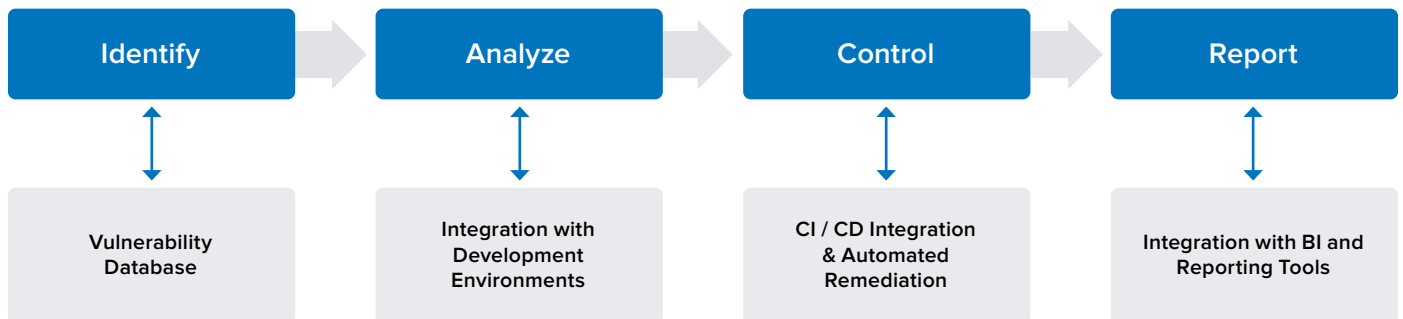 Identify
Analyze
Control
Report
Vulnerability
Database
Integration with
Development
Environments
CI / CD Integration
& Automated
Remediation
Integration with BI and
Reporting Tools